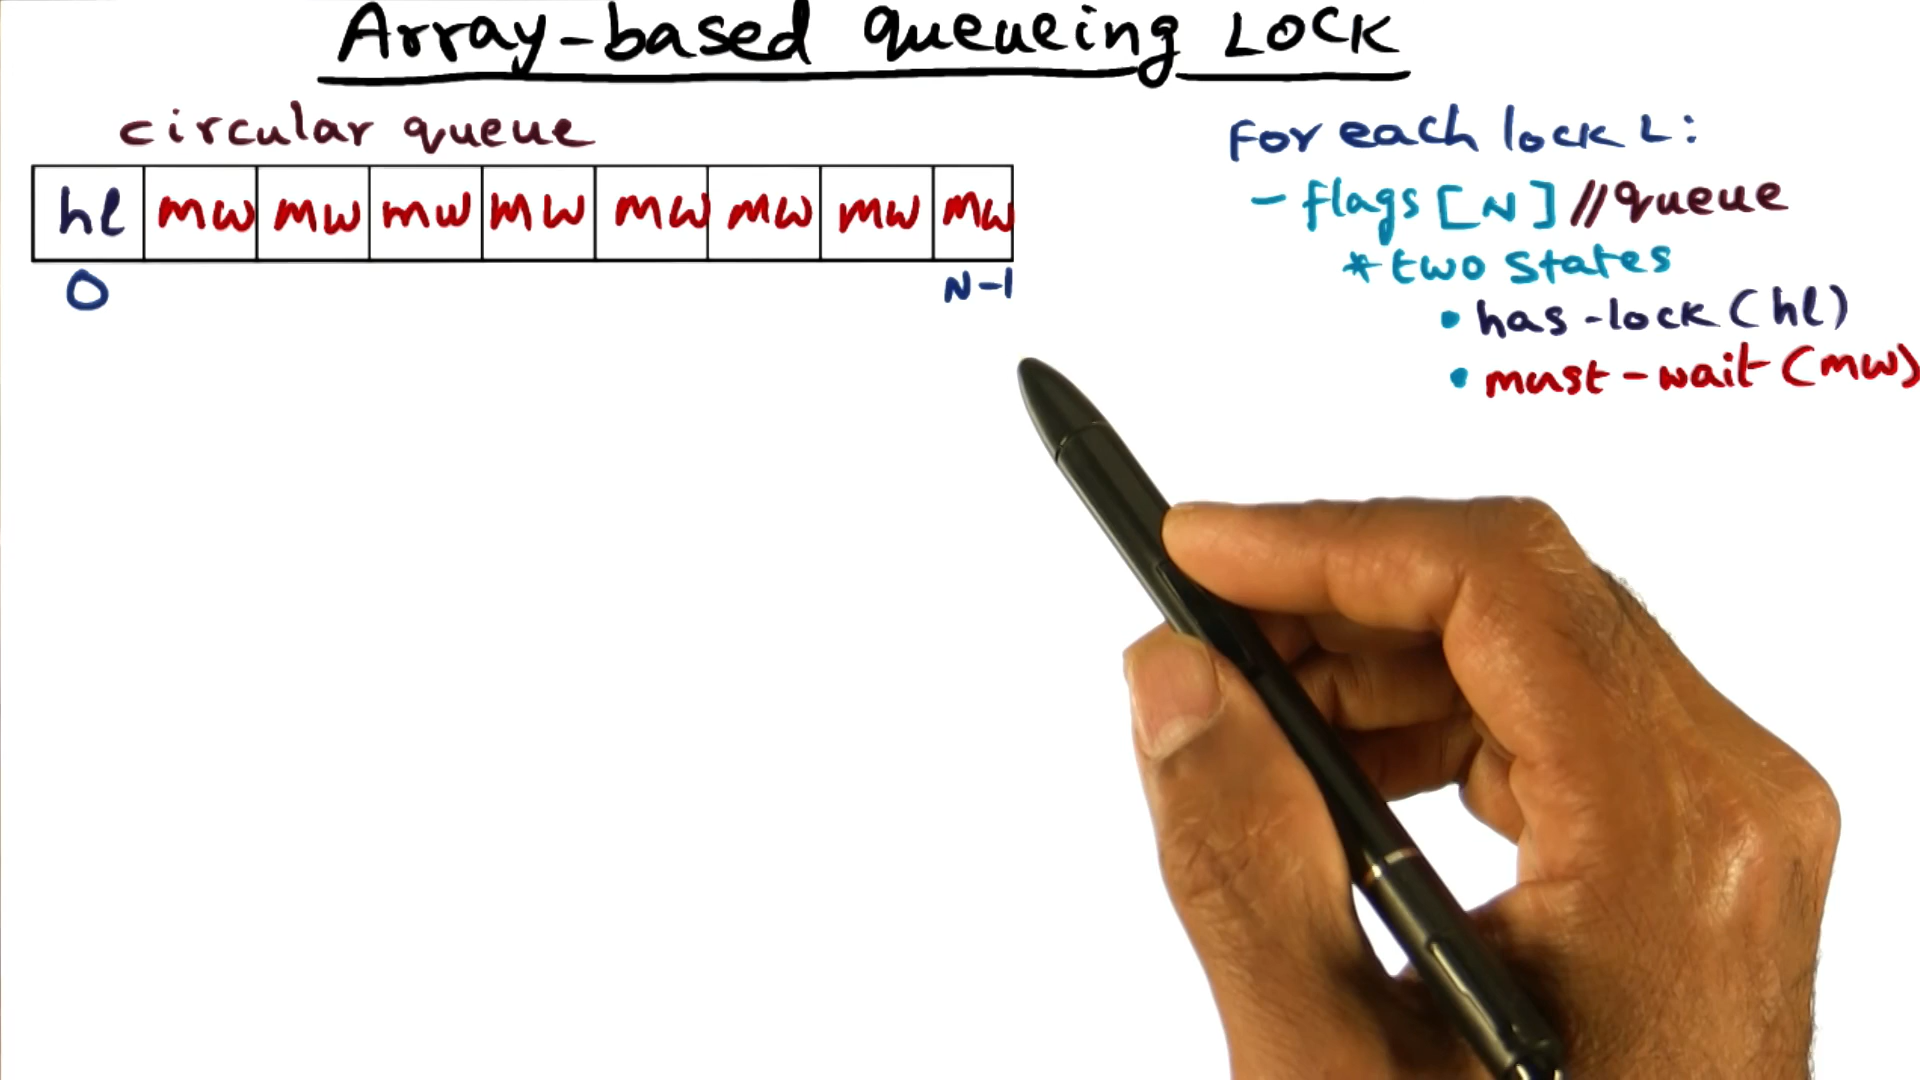 Array-based queueing LOCK
circular queue
hl mw mw mw mw mw mw mw mw
0 N-1
For each lock L:
- flags [N] //queue
* two states
• has-lock (hl)
• must-wait (mw)